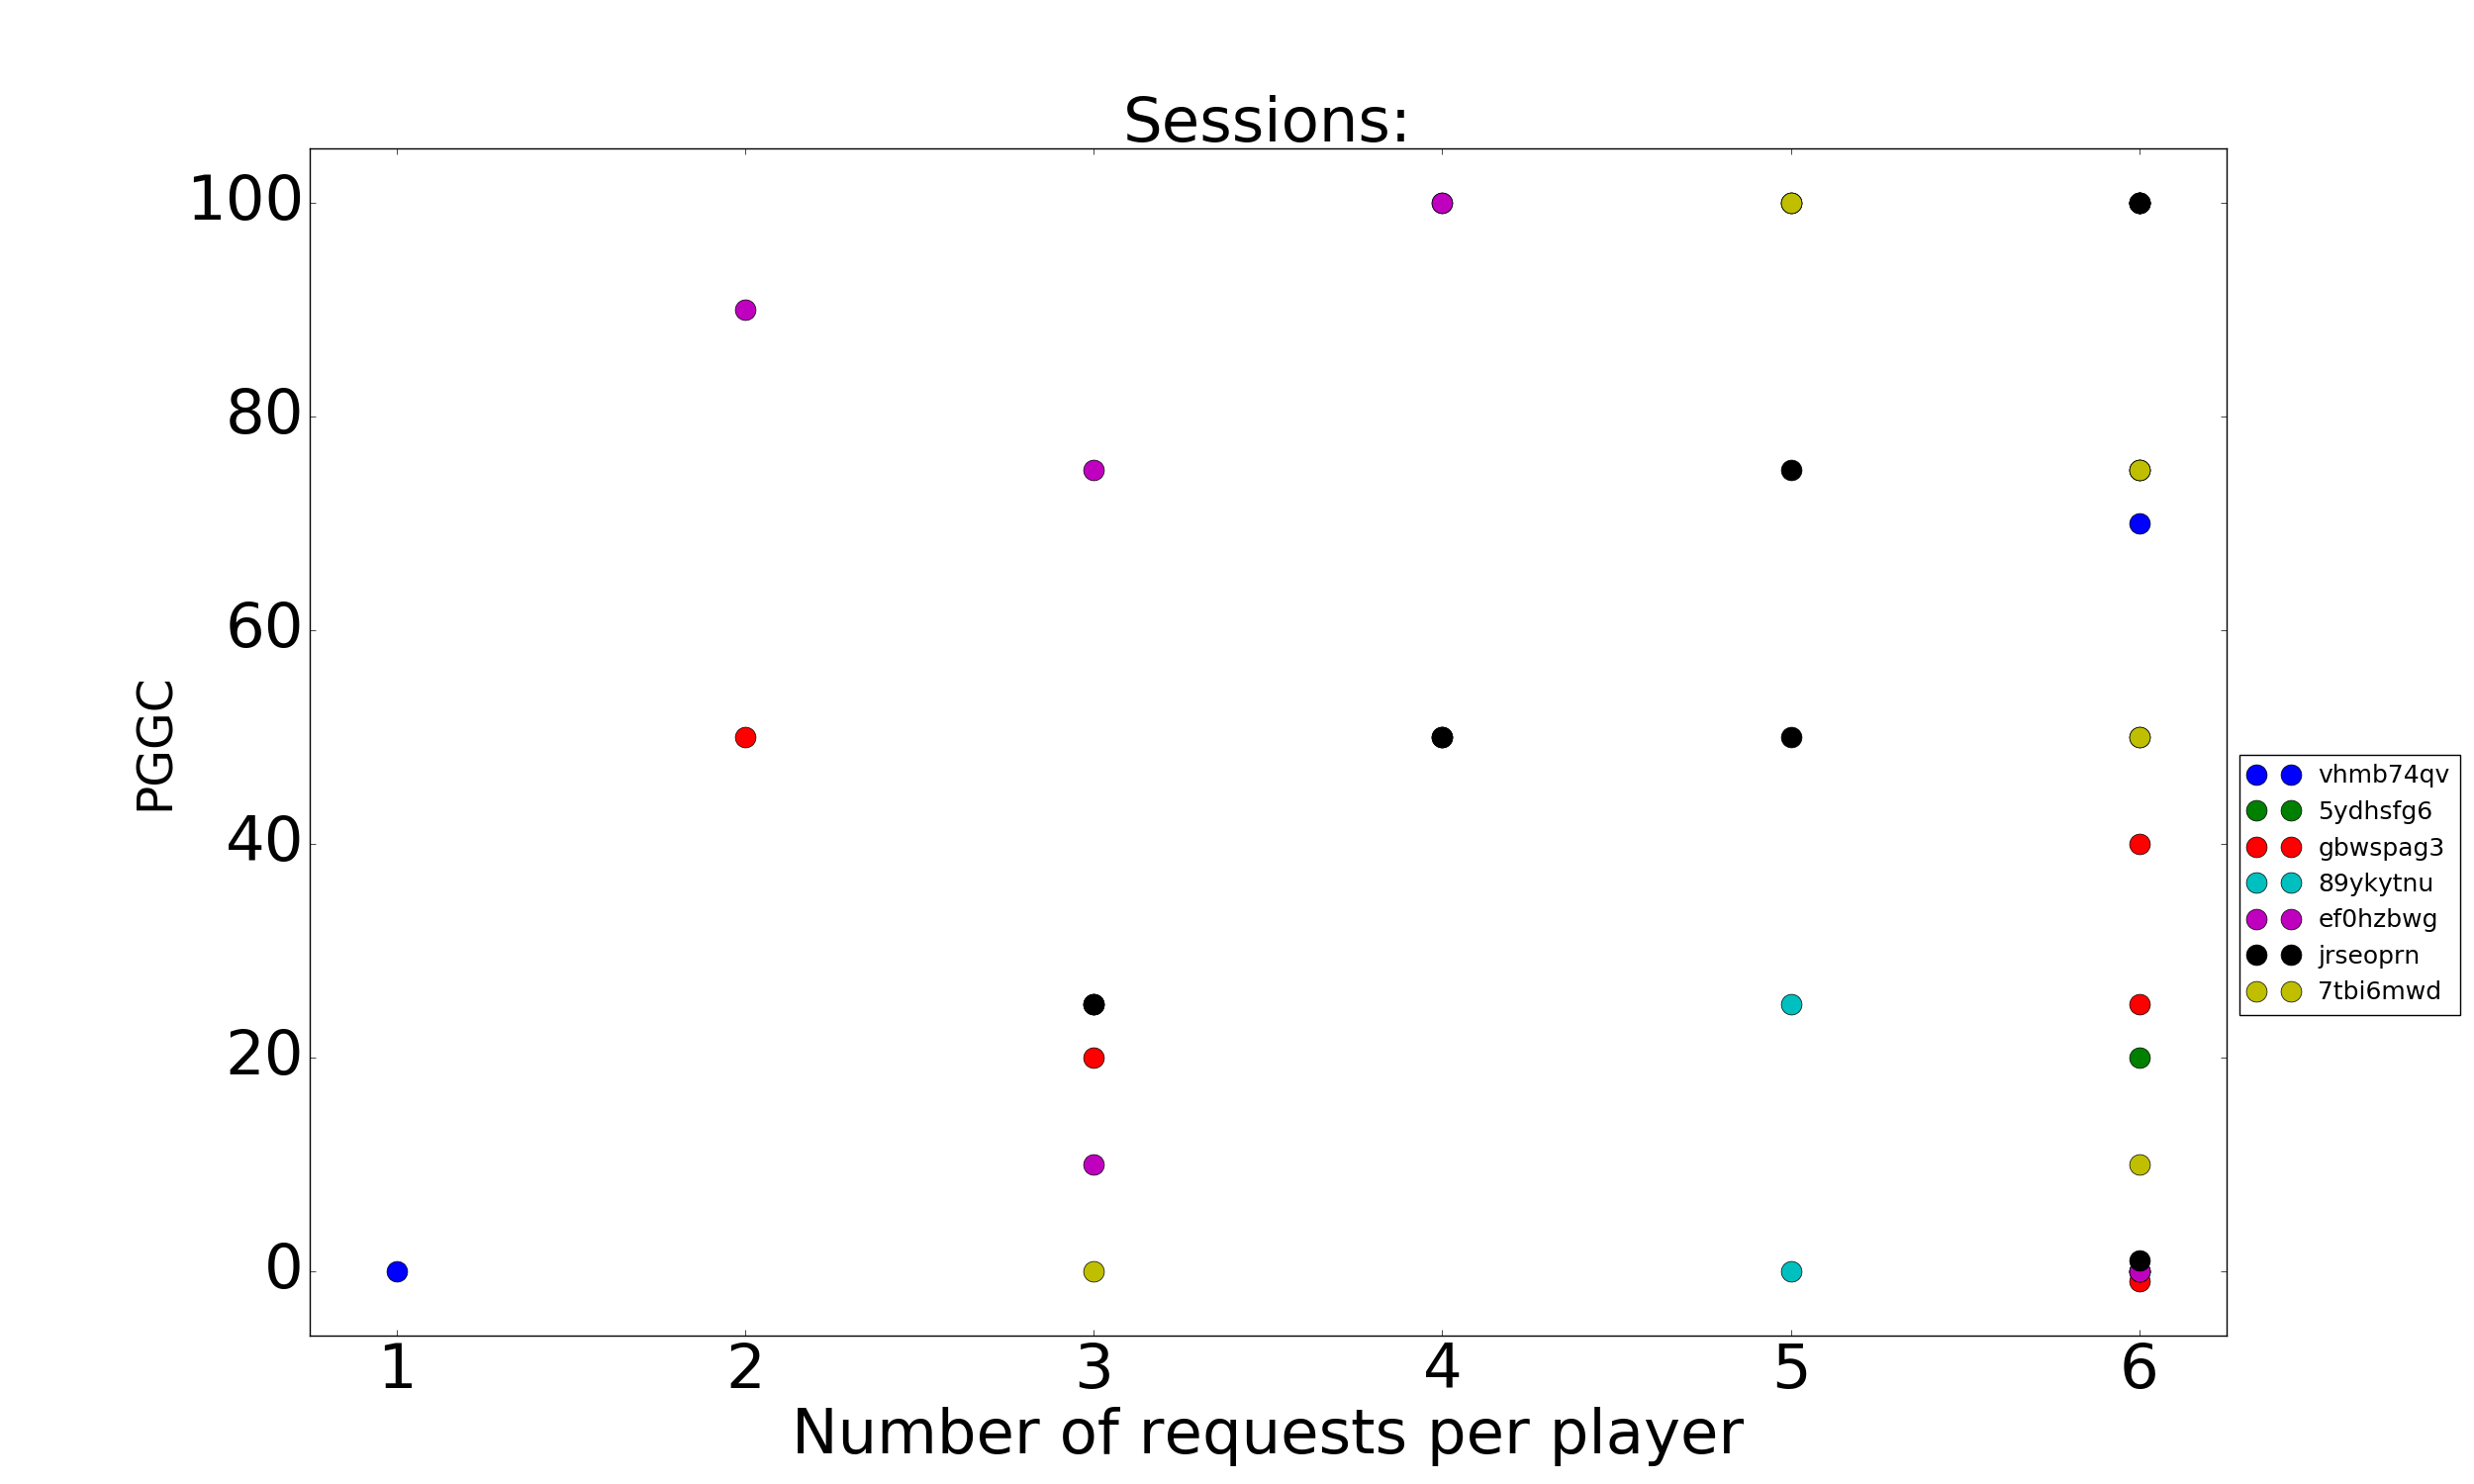 Sessions:
100
80
60
40
20
0
PGGC
1 2 3 4 5 6
Number of requests per player
vhmb74qv
5ydhsfg6
gbwspag3
89ykytnu
ef0hzbwg
jrseoprn
7tbi6mwd